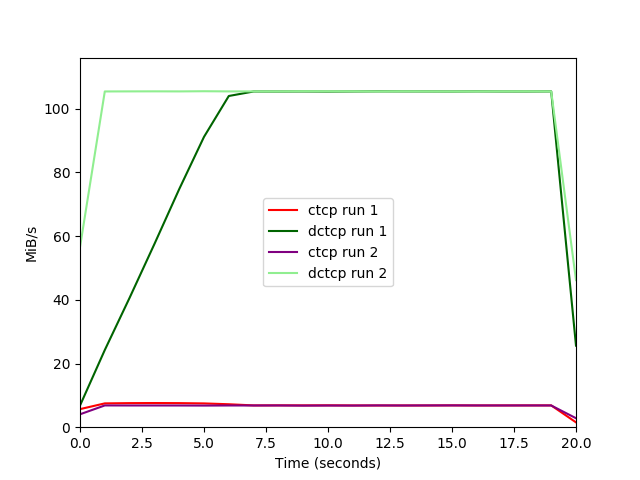 MiB/s
100
80
60
40
20
0
ctcp run 1
dctcp run 1
ctcp run 2
dctcp run 2
0.0 2.5 5.0 7.5 10.0 12.5 15.0 17.5 20.0
Time (seconds)